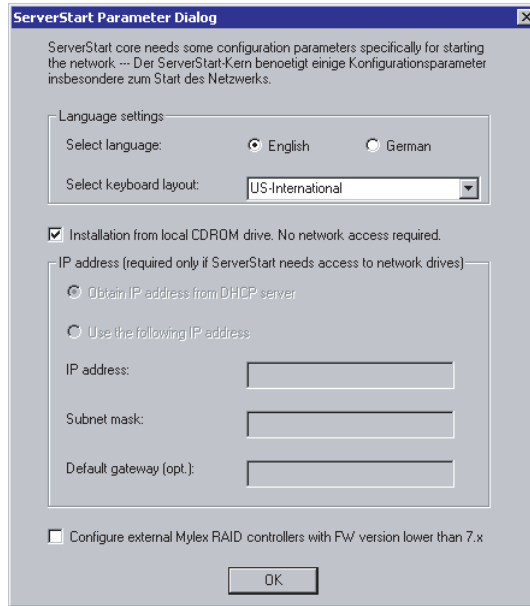 ServerStart Parameter Dialog
ServerStart core needs some configuration parameters specifically for starting
the network --- Der ServerStart-Kern benoetigt einige Konfigurationsparameter
insbesondere zum Start des Netzwerks.
Language settings
Select language:
English
German
Select keyboard layout:
US-International
Installation from local CDROM drive. No network access required.
IP address (required only if ServerStart needs access to network drives)
Obtain IP address from DHCP server
Use the following IP address
IP address:
Subnet mask:
Default gateway (opt.):
Configure external Mylex RAID controllers with FW version lower than 7.x
OK